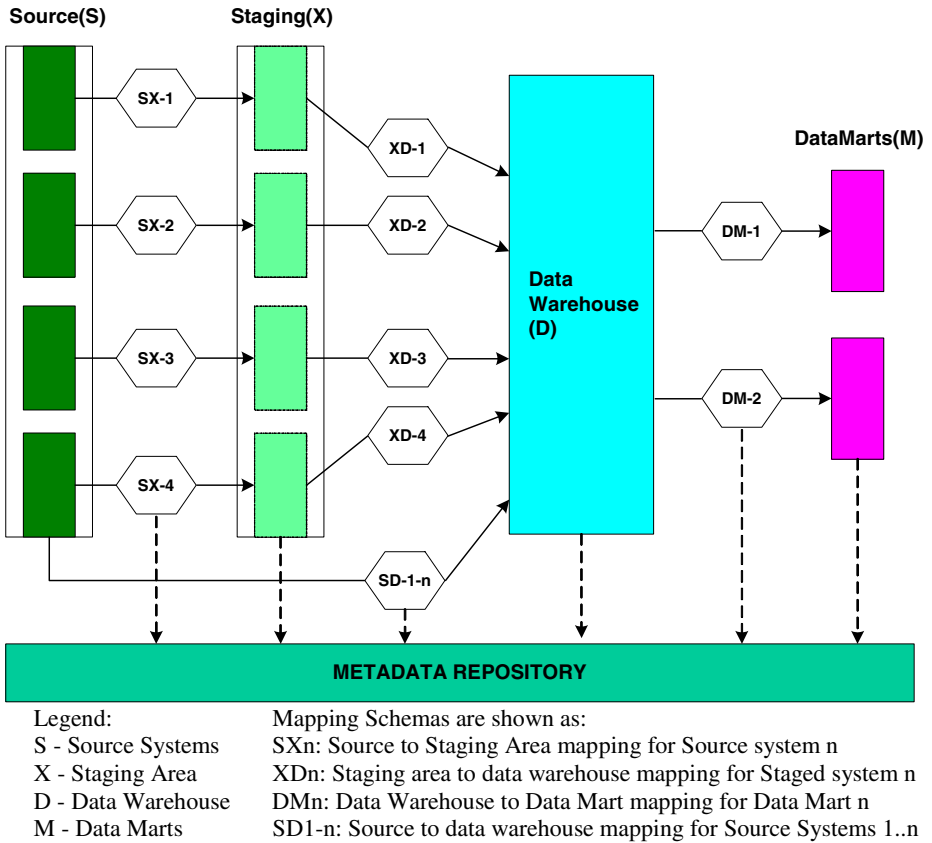 Source(S)
Staging(X)
SX-1
XD-1
DataMarts(M)
SX-2
XD-2
DM-1
Data
Warehouse
(D)
SX-3
XD-3
DM-2
XD-4
SX-4
SD-1-n
METADATA REPOSITORY
Legend:
S - Source Systems
X - Staging Area
D - Data Warehouse
M - Data Marts
Mapping Schemas are shown as:
SXn: Source to Staging Area mapping for Source system n
XDn: Staging area to data warehouse mapping for Staged system n
DMn: Data Warehouse to Data Mart mapping for Data Mart n
SD1-n: Source to data warehouse mapping for Source Systems 1..n